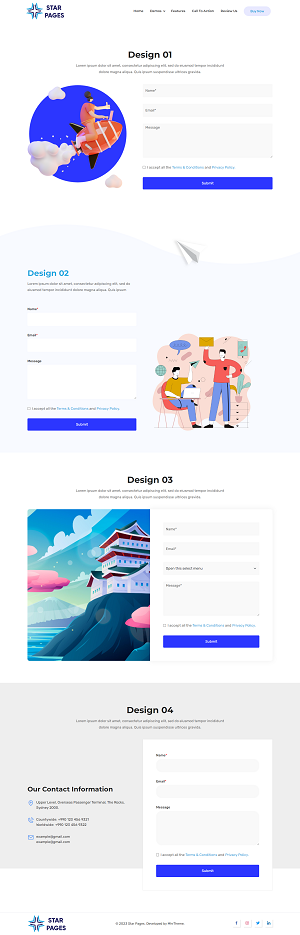 STAR
PAGES
Home Demos Features Call To Action Review Us Buy Now
Design 01
Lorem ipsum dolor sit amet, consectetur adipiscing elit, sed do eiusmod tempor incididunt
dolore magna aliqua. Quis ipsum suspendisse ultrices gravida.
Name*
Email*
Message
I accept all the Terms & Conditions and Privacy Policy.
Submit
Design 02
Lorem ipsum dolor sit amet, consectetur adipiscing elit, sed do
eiusmod tempor incididunt dolore magna aliqua. Quis ipsum
Name*
Email*
Message
I accept all the Terms & Conditions and Privacy Policy.
Submit
Design 03
Lorem ipsum dolor sit amet, consectetur adipiscing elit, sed do eiusmod tempor incididunt
dolore magna aliqua. Quis ipsum suspendisse ultrices gravida.
Name*
Email*
Open this select menu
Message*
I accept all the Terms & Conditions and Privacy Policy.
Submit
Design 04
Lorem ipsum dolor sit amet, consectetur adipiscing elit, sed do eiusmod tempor incididunt
dolore magna aliqua. Quis ipsum suspendisse ultrices gravida.
Our Contact Information
Upper Level, Overseas Passenger Terminal, The Rocks,
Sydney 2000.
Countrywide: +990 120 456 9321
Worldwide: +990 120 456 9322
example@gmail.com
example@gmail.com
Name*
Email*
Message
I accept all the Terms & Conditions and Privacy Policy.
Submit
STAR
PAGES
© 2023 Star Pages. Developed by